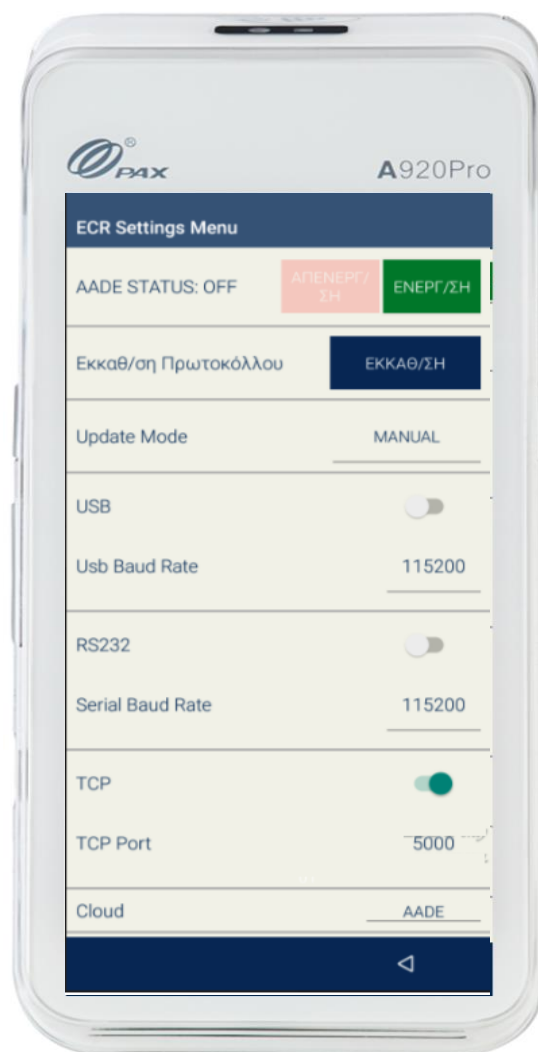 PAX
A920Pro
ECR Settings Menu
AADE STATUS: OFF
ΑΠΕΝΕΡΓ/
ΣΗ
ΕΝΕΡΓ/ΣΗ
Εκκαθ/ση Πρωτοκόλλου
ΕΚΚΑΘ/ΣΗ
Update Mode
MANUAL
USB
Usb Baud Rate
115200
RS232
Serial Baud Rate
115200
TCP
TCP Port
5000
Cloud
AADE